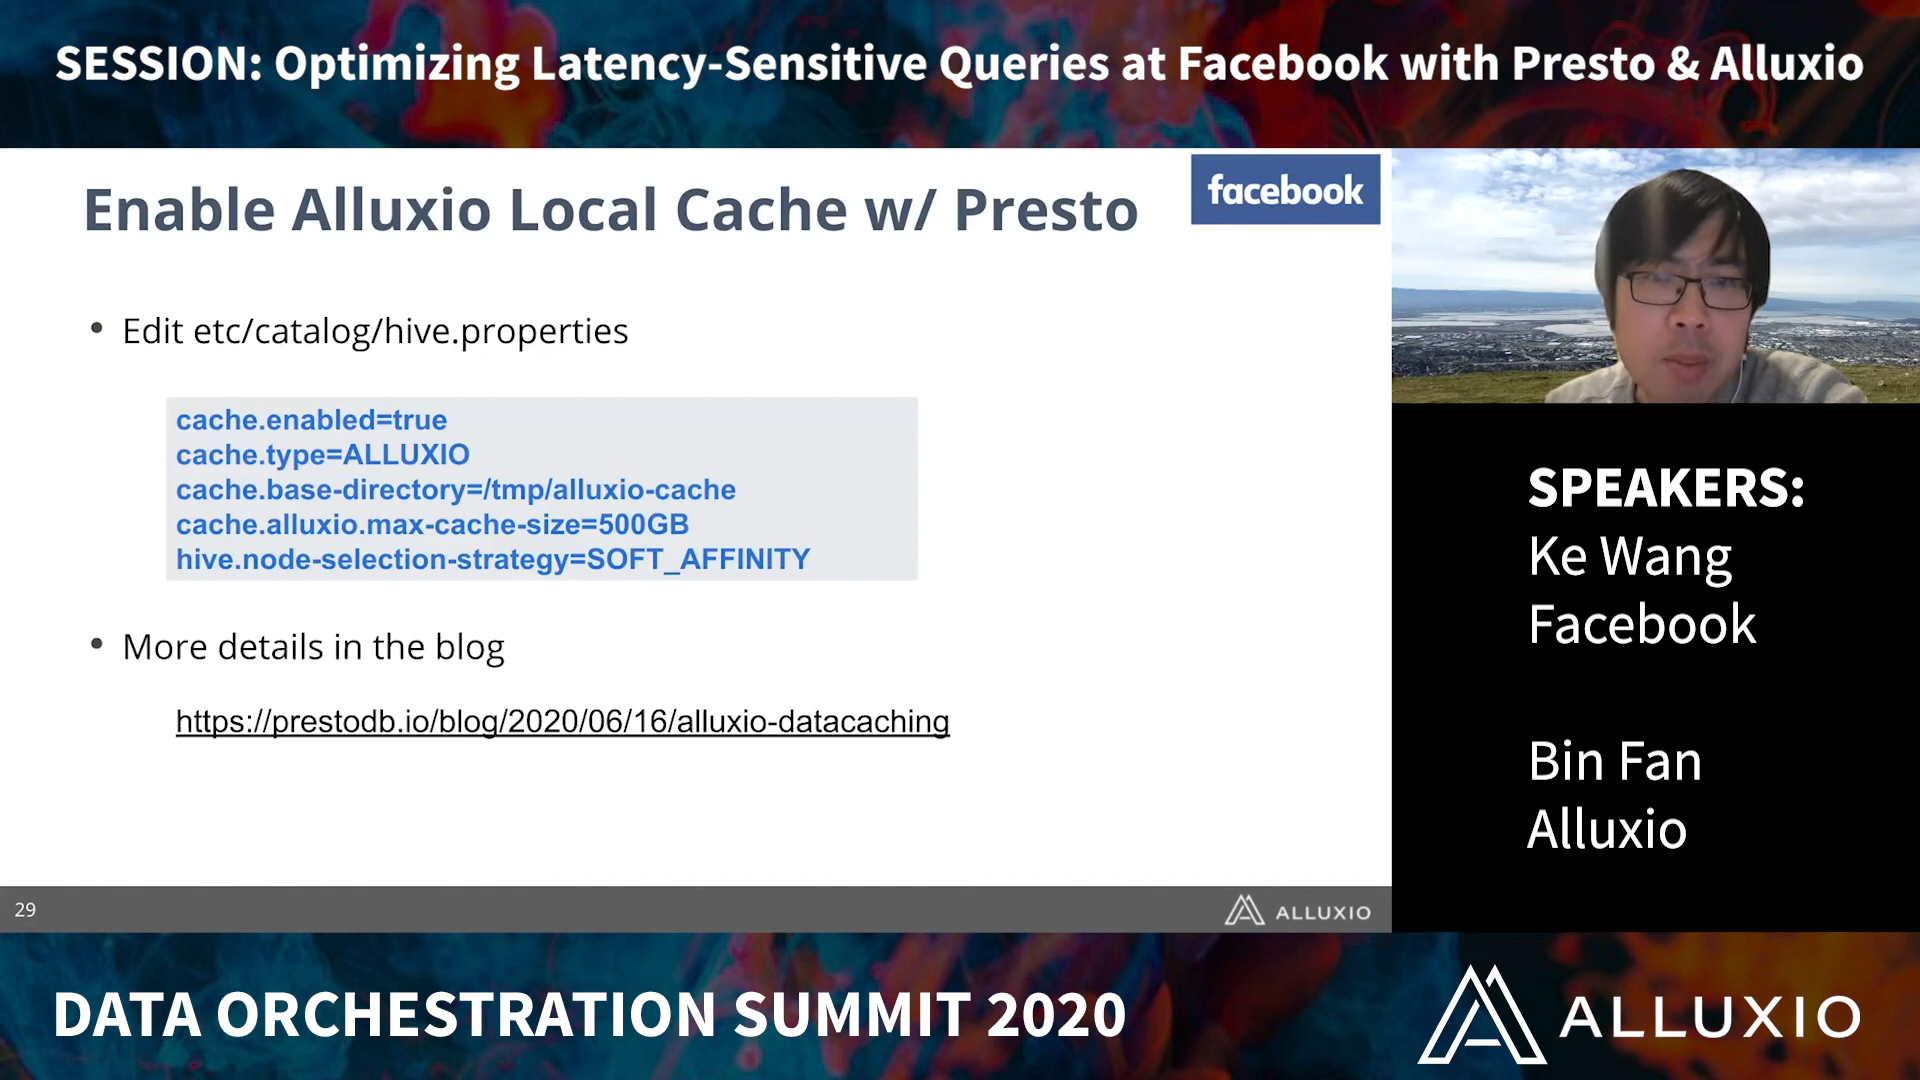 SESSION: Optimizing Latency-Sensitive Queries at Facebook with Presto & Alluxio
Enable Alluxio Local Cache w/ Presto
facebook
• Edit etc/catalog/hive.properties
cache.enabled=true
cache.type=ALLUXIO
cache.base-directory=/tmp/alluxio-cache
cache.alluxio.max-cache-size=500GB
hive.node-selection-strategy=SOFT_AFFINITY
• More details in the blog
https://prestodb.io/blog/2020/06/16/alluxio-datacaching
29
ALLUXIO
SPEAKERS:
Ke Wang
Facebook
Bin Fan
Alluxio
DATA ORCHESTRATION SUMMIT 2020
ALLUXIO